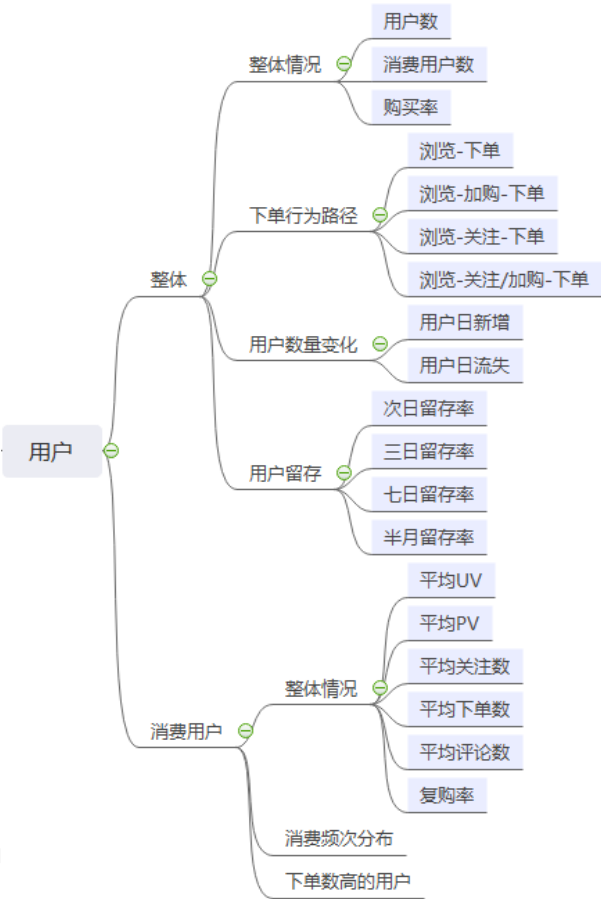 用户
整体
整体情况
用户数
消费用户数
购买率
下单行为路径
浏览-下单
浏览-加购-下单
浏览-关注-下单
浏览-关注/加购-下单
用户数量变化
用户日新增
用户日流失
用户留存
次日留存率
三日留存率
七日留存率
半月留存率
消费用户
整体情况
平均UV
平均PV
平均关注数
平均下单数
平均评论数
复购率
消费频次分布
下单数高的用户